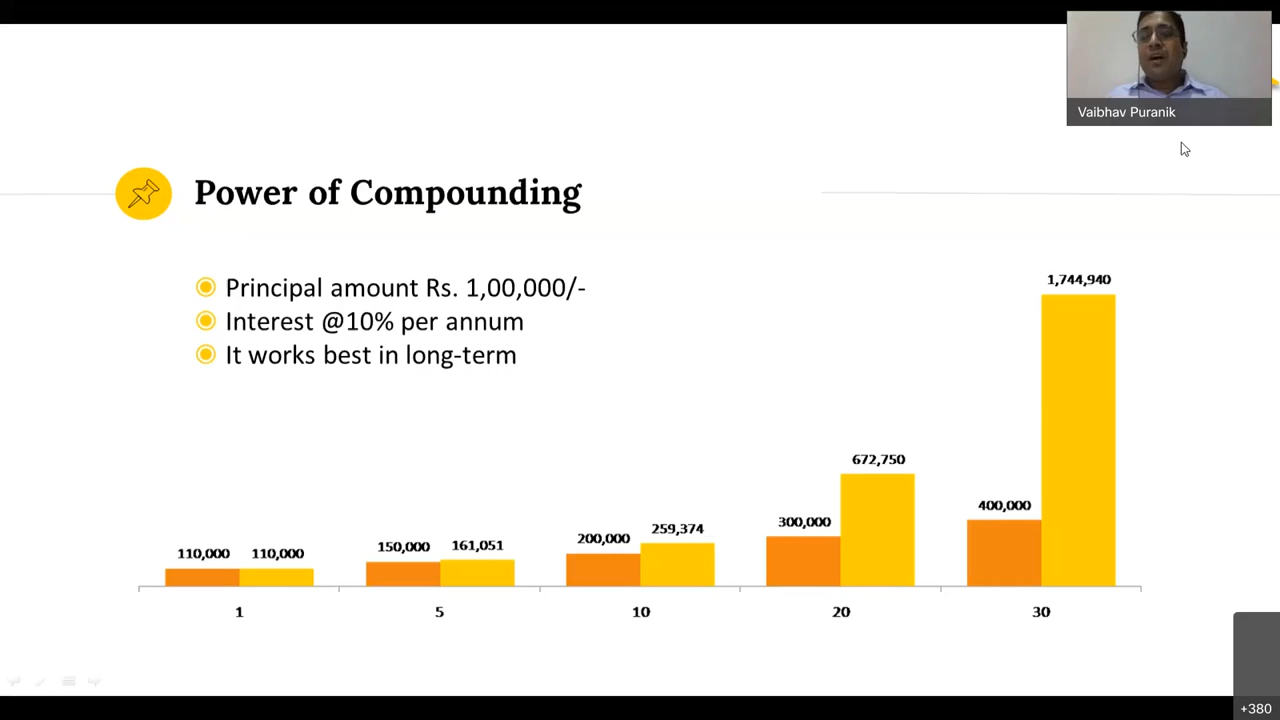 Vaibhav Puranik
Power of Compounding
Principal amount Rs. 1,00,000/-
Interest @10% per annum
It works best in long-term
1,744,940
672,750
400,000
300,000
259,374
200,000
161,051
150,000
110,000 110,000
1 5 10 20 30
+380